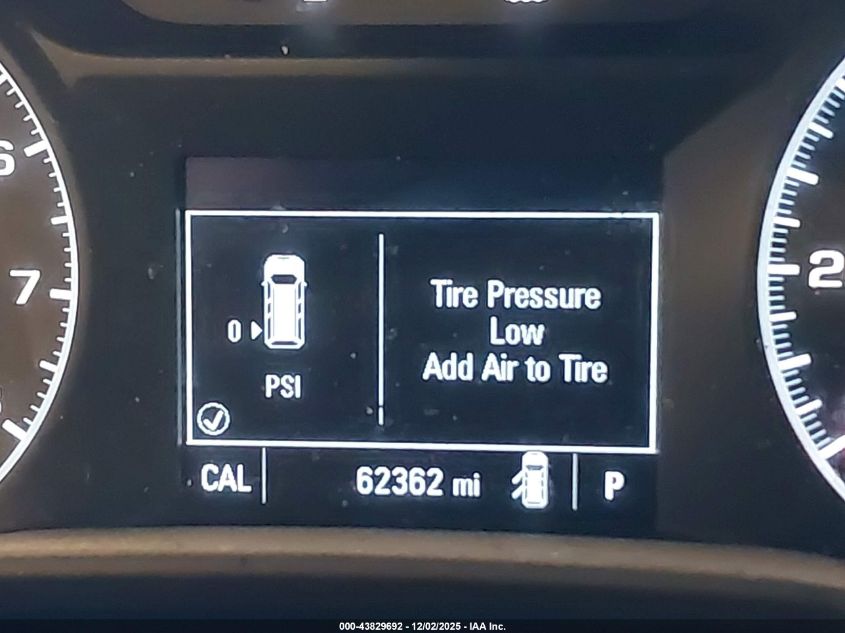 6
7
2
0
PSI
Tire Pressure
Low
Add Air to Tire
CAL
62362 mi
P
000-43829692 - 12/02/2025 - IAA Inc.